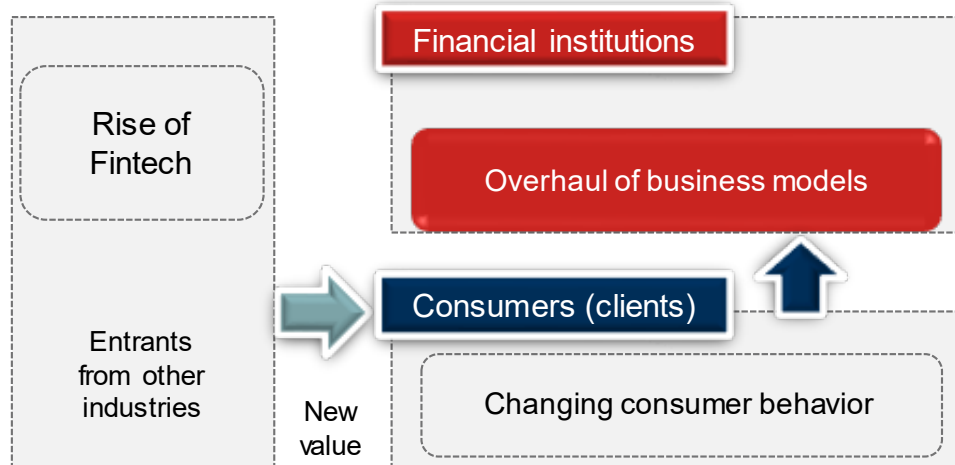 Rise of
Fintech
Entrants
from other
industries
New
value
Financial institutions
Overhaul of business models
Consumers (clients)
Changing consumer behavior